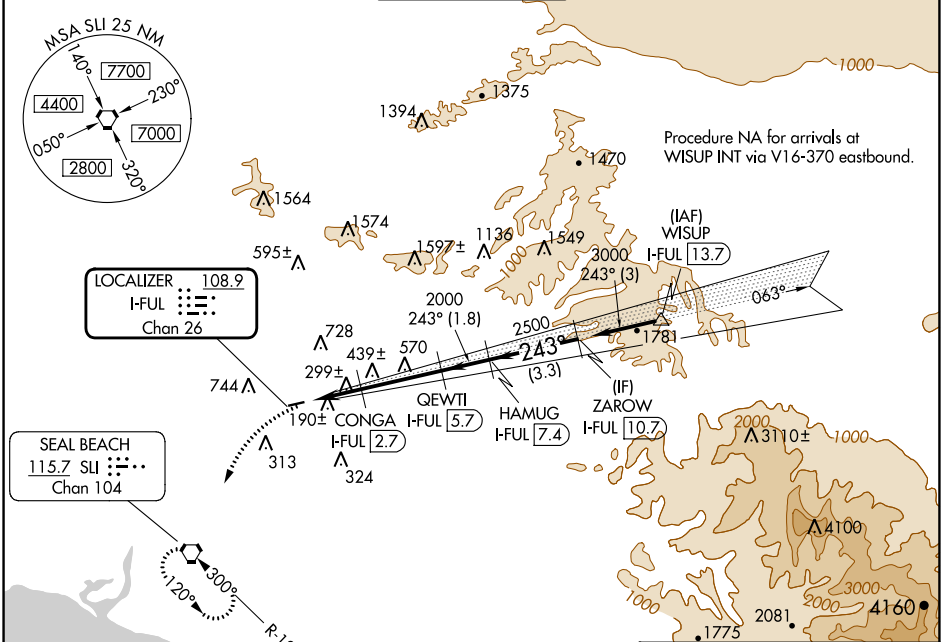 MSA SLI 25 NM
140°
7700
230°
4400
7000
050°
2800
320°
1375
1394
1000
Procedure NA for arrivals at
WISUP INT via V16-370 eastbound.
1470
1564
1574
595±
1597±
1136
1549
1000
(IAF)
WISUP
I-FUL 13.7
3000
243° (3)
LOCALIZER 108.9
I-FUL
Chan 26
2000
243° (1.8)
2500
243°
(3.3)
063°
1781
728
439±
570
299±
744
190±
CONGA
I-FUL 2.7
QEWTI
I-FUL 5.7
HAMUG
I-FUL 7.4
(IF)
ZAROW
I-FUL 10.7
313
324
SEAL BEACH
115.7 SLI
Chan 104
2000
3110±
1000
4100
300°
120°
1000
1775
2081
2000
3000
4160